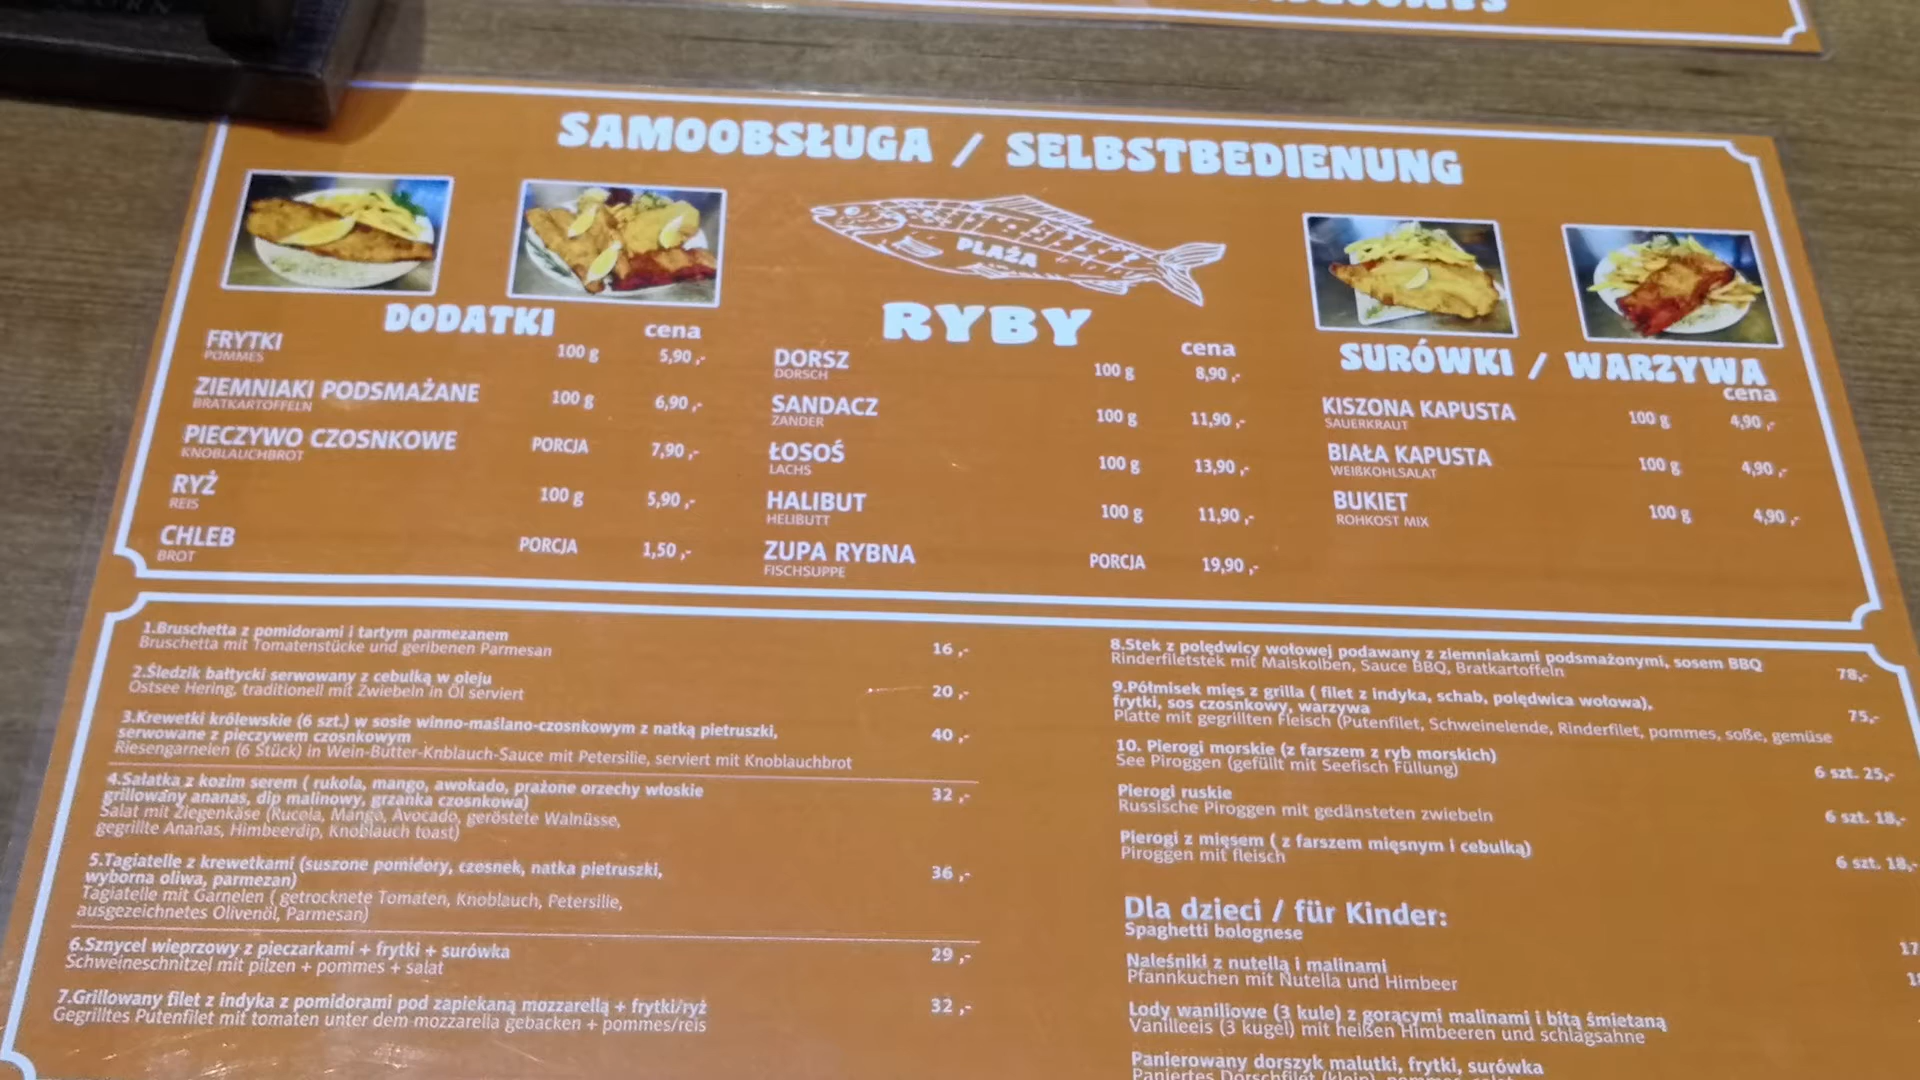 SAMOOBSŁUGA / SELBSTBEDIENUNG
PLAŻA
DODATKI
cena
FRYTKI 100 g 5,90 ,-
POMMES
ZIEMNIAKI PODSMAŻANE 100 g 6,90 ,-
BRATKARTOFFELN
PIECZYWO CZOSNKOWE PORCJA 7,90 ,-
KNOBLAUCHBROT
RYŻ 100 g 5,90 ,-
REIS
CHLEB PORCJA 1,50 ,-
BROT
RYBY
cena
DORSZ 100 g 8,90 ,-
DORSCH
SANDACZ 100 g 11,90 ,-
ZANDER
ŁOSOŚ 100 g 13,90 ,-
LACHS
HALIBUT 100 g 11,90 ,-
HELIBUTT
ZUPA RYBNA PORCJA 19,90 ,-
FISCHSUPPE
SURÓWKI / WARZYWA
cena
KISZONA KAPUSTA 100 g 4,90 ,-
SAUERKRAUT
BIAŁA KAPUSTA 100 g 4,90 ,-
WEIßKOHLSALAT
BUKIET 100 g 4,90 ,-
ROHKOST MIX
1.Bruschetta z pomidorami i tartym parmezanem 16 ,-
Bruschetta mit Tomatenstücke und geribenen Parmesan
2.Śledzik bałtycki serwowany z cebulką w oleju 20 ,-
Ostsee Hering, traditionell mit Zwiebeln in Öl serviert
3.Krewetki królewskie (6 szt.) w sosie winno-maślano-czosnkowym z natką pietruszki,
serwowane z pieczywem czosnkowym 40 ,-
Riesengarnelen (6 Stück) in Wein-Butter-Knblauch-Sauce mit Petersilie, serviert mit Knoblauchbrot
4.Sałatka z kozim serem ( rukola, mango, awokado, prażone orzechy włoskie 32 ,-
grillowany ananas, dip malinowy, grzanka czosnkowa)
Salat mit Ziegenkäse (Rucola, Mango, Avocado, geröstete Walnüsse,
gegrillte Ananas, Himbeerdip, Knoblauch toast)
5.Tagiatelle z krewetkami (suszone pomidory, czosnek, natka pietruszki, 36 ,-
wyborna oliwa, parmezan)
Tagiatelle mit Garnelen ( getrocknete Tomaten, Knoblauch, Petersilie,
ausgezeichnetes Olivenöl, Parmesan)
6.Sznycel wieprzowy z pieczarkami + frytki + surówka 29 ,-
Schweineschnitzel mit pilzen + pommes + salat
7.Grillowany filet z indyka z pomidorami pod zapiekaną mozzarellą + frytki/ryż 32 ,-
Gegrilltes Putenfilet mit tomaten unter dem mozzarella gebacken + pommes/reis
8.Stek z polędwicy wołowej podawany z ziemniakami podsmażonymi, sosem BBQ 78,-
Rinderfiletstek mit Maiskolben, Sauce BBQ, Bratkartoffeln
9.Półmisek mięs z grilla ( filet z indyka, schab, polędwica wołowa),
frytki, sos czosnkowy, warzywa 75,-
Platte mit gegrillten Fleisch (Putenfilet, Schweinelende, Rinderfilet, pommes, soße, gemüse
10. Pierogi morskie (z farszem z ryb morskich) 6 szt. 25,-
See Piroggen (gefüllt mit Seefisch Füllung)
Pierogi ruskie 6 szt. 18,-
Russische Piroggen mit gedänsteten zwiebeln
Pierogi z mięsem ( z farszem mięsnym i cebulką) 6 szt. 18,-
Piroggen mit fleisch
Dla dzieci / für Kinder:
Spaghetti bolognese 17
Naleśniki z nutellą i malinami
Pfannkuchen mit Nutella und Himbeer
Lody waniliowe (3 kule) z gorącymi malinami i bitą śmietaną
Vanilleeis (3 kugel) mit heißen Himbeeren und schlagsahne
Panierowany dorszyk malutki, frytki, surówka
Paniertes Dorschfilet (klein),